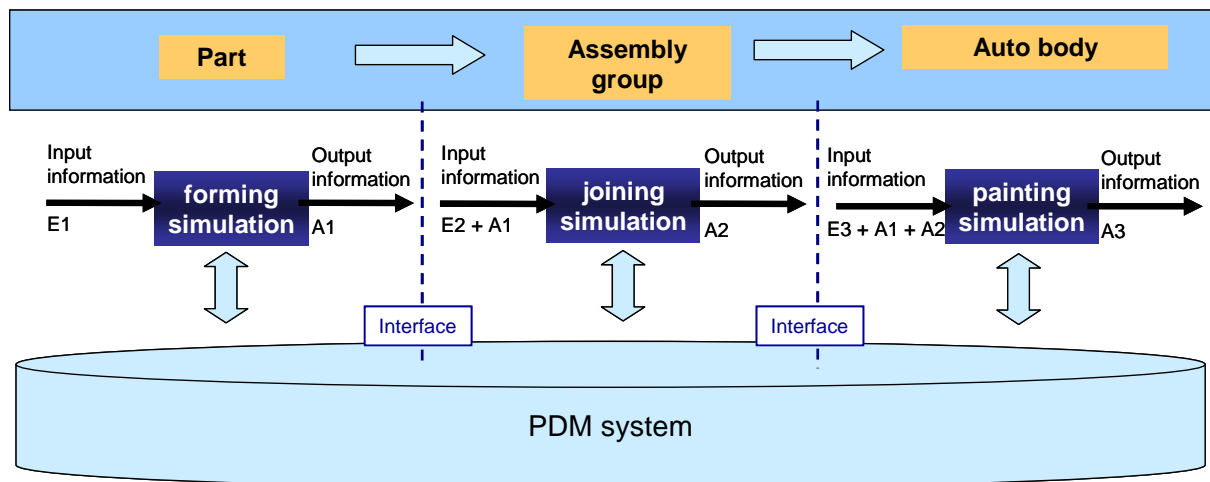 Part
Assembly
group
Auto body
Input
information
E1
forming
simulation
Output
information
A1
Input
information
E2 + A1
joining
simulation
Output
information
A2
Input
information
E3 + A1 + A2
painting
simulation
Output
information
A3
Interface
Interface
PDM system